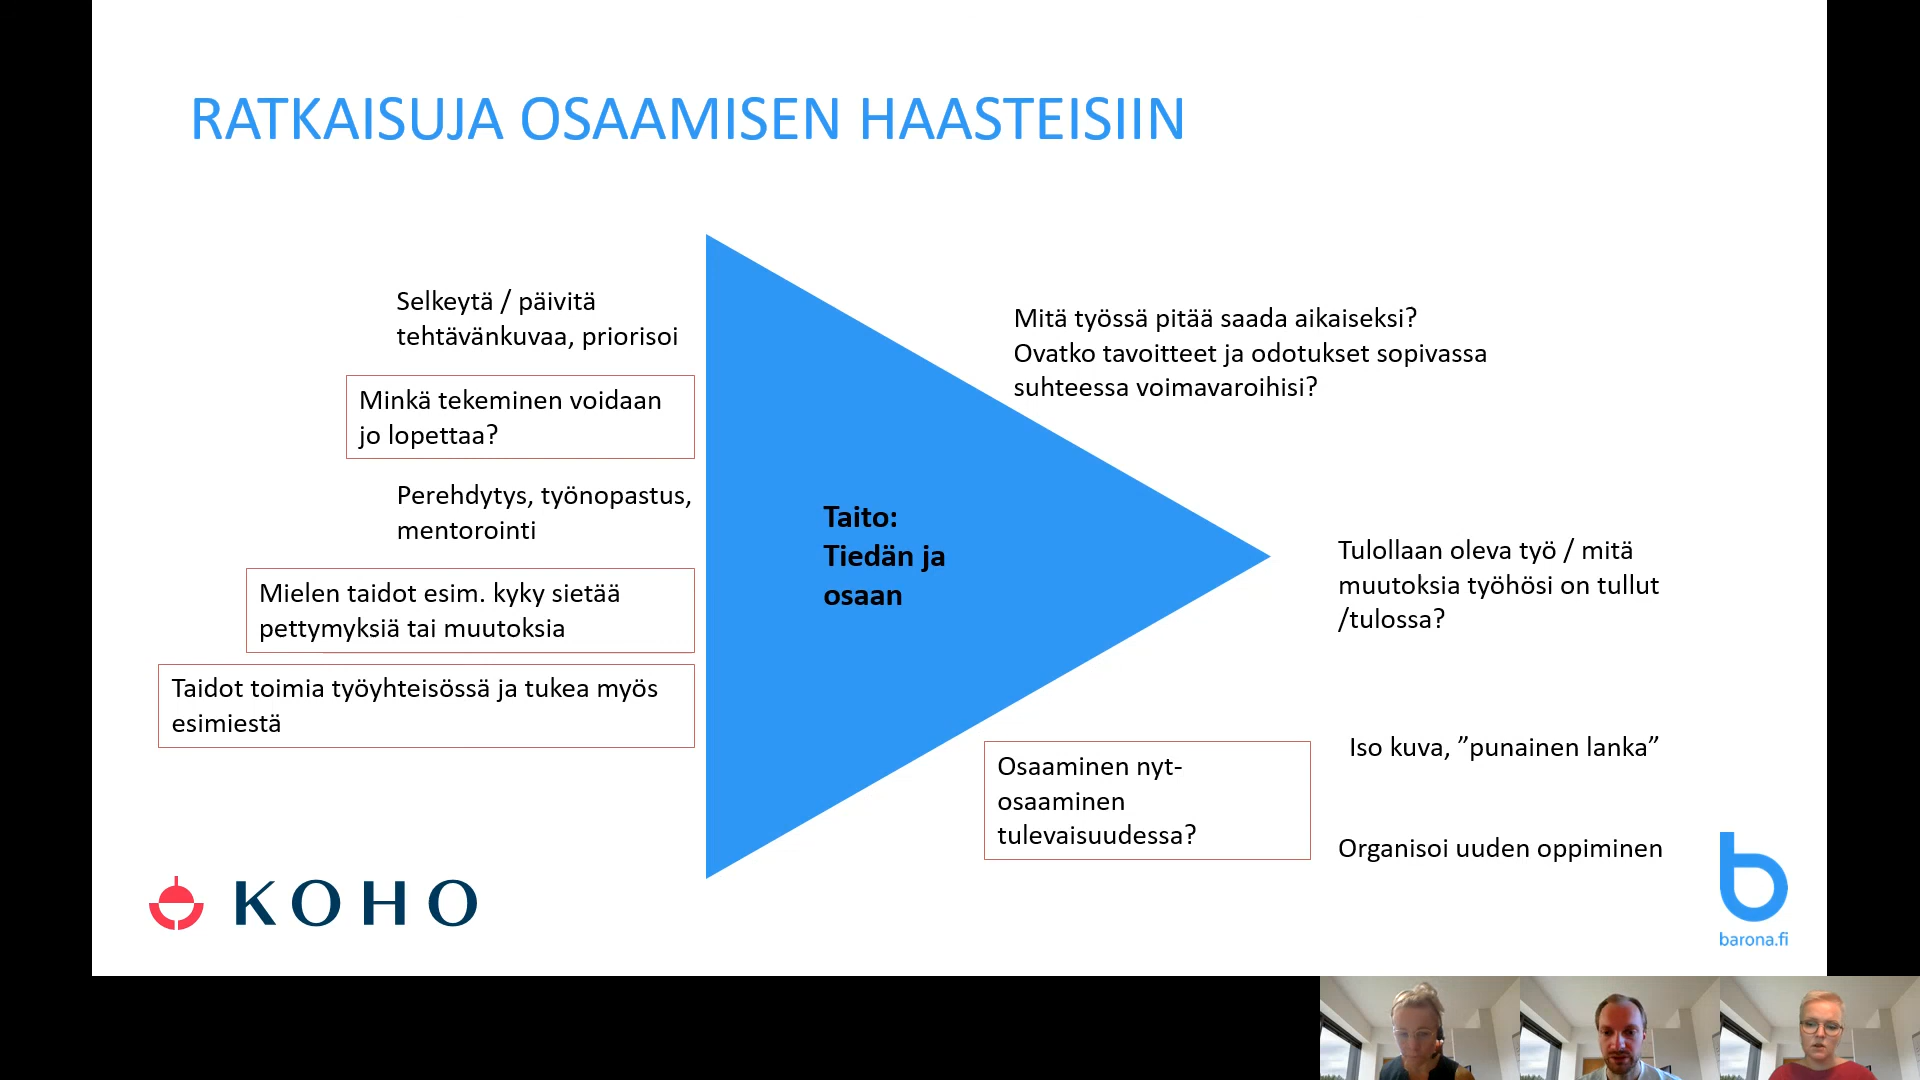 RATKAISUJA OSAAMISEN HAASTEISIIN
Selkeytä / päivitä
tehtävänkuvaa, priorisoi
Minkä tekeminen voidaan
jo lopettaa?
Perehdytys, työnopastus,
mentorointi
Mielen taidot esim. kyky sietää
pettymyksiä tai muutoksia
Taidot toimia työyhteisössä ja tukea myös
esimiestä
Taito:
Tiedän ja
osaan
Mitä työssä pitää saada aikaiseksi?
Ovatko tavoitteet ja odotukset sopivassa
suhteessa voimavaroihisi?
Tulollaan oleva työ / mitä
muutoksia työhösi on tullut
/tulossa?
Osaaminen nyt-
osaaminen
tulevaisuudessa?
Iso kuva, ”punainen lanka”
Organisoi uuden oppiminen
KOHO
barona.fi